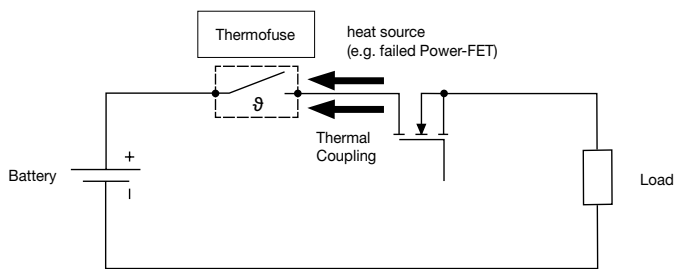 Thermofuse
heat source
(e.g. failed Power-FET)
ϑ
Thermal
Coupling
+
Battery
–
Load